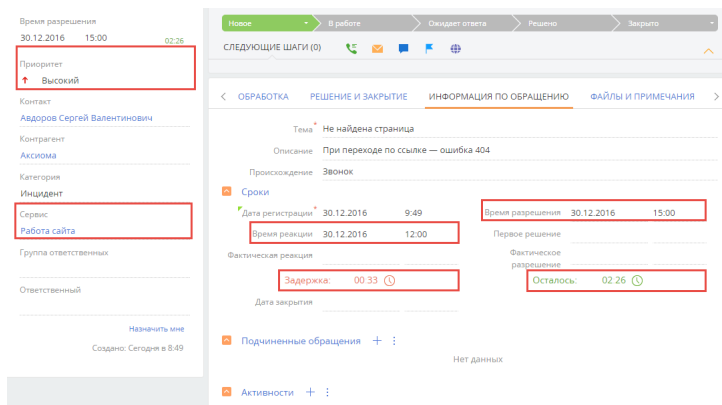 Время разрешения
30.12.2016 15:00 02:26
Приоритет
Высокий
Контакт
Авдоров Сергей Валентинович
Контрагент
Аксиома
Категория
Инцидент
Сервис
Работа сайта
Группа ответственных
Ответственный
Назначить мне
Создано: Сегодня в 8:49
Новое В работе Ожидает ответа Решено Закрыто
СЛЕДУЮЩИЕ ШАГИ (0)
ОБРАБОТКА РЕШЕНИЕ И ЗАКРЫТИЕ ИНФОРМАЦИЯ ПО ОБРАЩЕНИЮ ФАЙЛЫ И ПРИМЕЧАНИЯ
Тема* Не найдена страница
Описание При переходе по ссылке — ошибка 404
Происхождение Звонок
Сроки
Дата регистрации* 30.12.2016 9:49 Время разрешения 30.12.2016 15:00
Время реакции 30.12.2016 12:00 Первое решение
Фактическая реакция Фактическое
разрешение
Задержка: 00 33 Осталось: 02.26
Дата закрытия
Подчиненные обращения + ⋮
Нет данных
Активности + ⋮